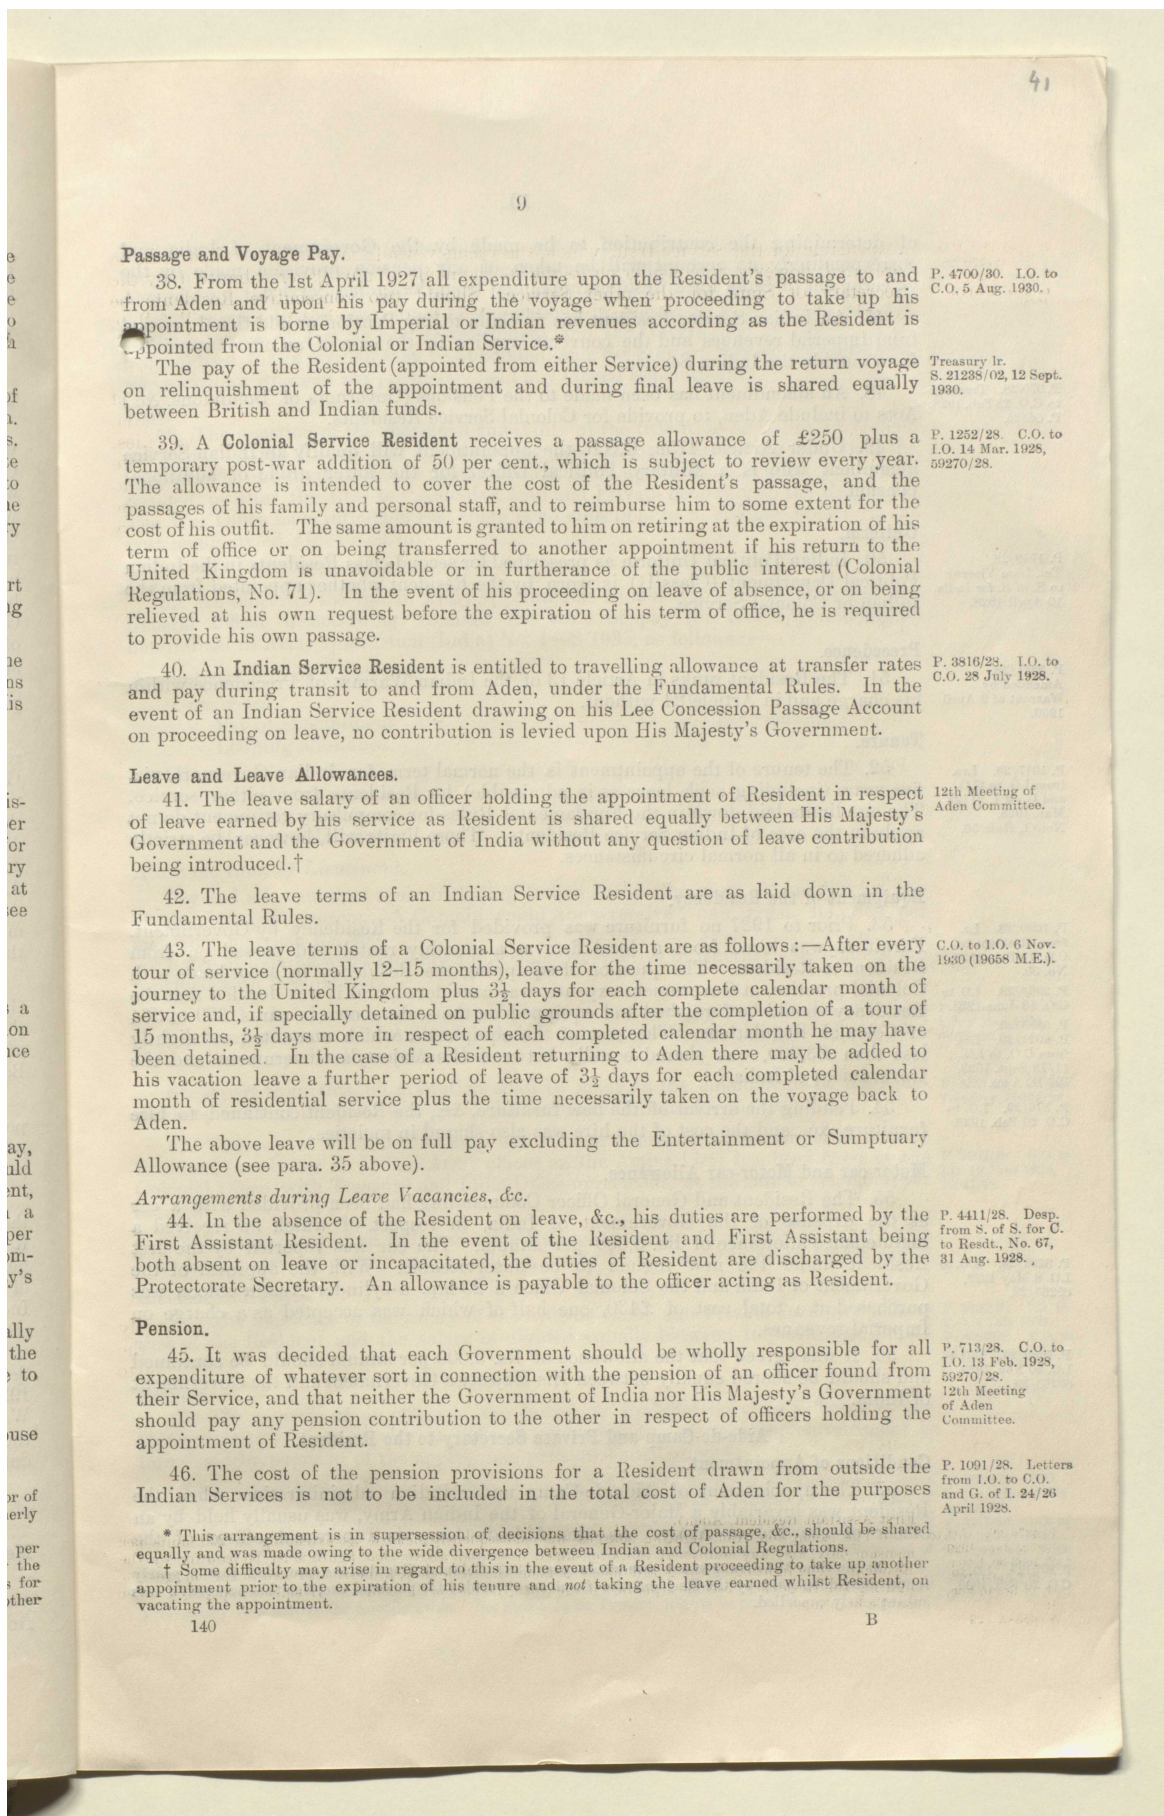 41
9
Passage and Voyage Pay.
38. From the 1st April 1927 all expenditure upon the Resident's passage to and
from Aden and upon his pay during the voyage when proceeding to take up his
appointment is borne by Imperial or Indian revenues according as the Resident is
appointed from the Colonial or Indian Service.*
P. 4700/30. I.O. to
C.O. 5 Aug. 1930.
The pay of the Resident (appointed from either Service) during the return voyage
on relinquishment of the appointment and during final leave is shared equally
between British and Indian funds.
Treasury lr.
S. 21238/02, 12 Sept.
1930.
39. A Colonial Service Resident receives a passage allowance of £250 plus a
temporary post-war addition of 50 per cent., which is subject to review every year.
The allowance is intended to cover the cost of the Resident's passage, and the
passages of his family and personal staff, and to reimburse him to some extent for the
cost of his outfit. The same amount is granted to him on retiring at the expiration of his
term of office or on being transferred to another appointment if his return to the
United Kingdom is unavoidable or in furtherance of the public interest (Colonial
Regulations, No. 71). In the event of his proceeding on leave of absence, or on being
relieved at his own request before the expiration of his term of office, he is required
to provide his own passage.
P. 1252/28. C.O. to
I.O. 14 Mar. 1928,
59270/28.
40. An Indian Service Resident is entitled to travelling allowance at transfer rates
and pay during transit to and from Aden, under the Fundamental Rules. In the
event of an Indian Service Resident drawing on his Lee Concession Passage Account
on proceeding on leave, no contribution is levied upon His Majesty's Government.
P. 3816/28. I.O. to
C.O. 28 July 1928.
Leave and Leave Allowances.
41. The leave salary of an officer holding the appointment of Resident in respect
of leave earned by his service as Resident is shared equally between His Majesty's
Government and the Government of India without any question of leave contribution
being introduced.†
12th Meeting of
Aden Committee.
42. The leave terms of an Indian Service Resident are as laid down in the
Fundamental Rules.
43. The leave terms of a Colonial Service Resident are as follows:—After every
tour of service (normally 12–15 months), leave for the time necessarily taken on the
journey to the United Kingdom plus 3½ days for each complete calendar month of
service and, if specially detained on public grounds after the completion of a tour of
15 months, 3½ days more in respect of each completed calendar month he may have
been detained. In the case of a Resident returning to Aden there may be added to
his vacation leave a further period of leave of 3½ days for each completed calendar
month of residential service plus the time necessarily taken on the voyage back to
Aden.
C.O. to I.O. 6 Nov.
1930 (19658 M.E.).
The above leave will be on full pay excluding the Entertainment or Sumptuary
Allowance (see para. 35 above).
Arrangements during Leave Vacancies, &c.
44. In the absence of the Resident on leave, &c., his duties are performed by the
First Assistant Resident. In the event of the Resident and First Assistant being
both absent on leave or incapacitated, the duties of Resident are discharged by the
Protectorate Secretary. An allowance is payable to the officer acting as Resident.
P. 4411/28. Desp.
from S. of S. for C.
to Resdt., No. 67,
31 Aug. 1928.
Pension.
45. It was decided that each Government should be wholly responsible for all
expenditure of whatever sort in connection with the pension of an officer found from
their Service, and that neither the Government of India nor His Majesty's Government
should pay any pension contribution to the other in respect of officers holding the
appointment of Resident.
P. 713/28. C.O. to
I.O. 13 Feb. 1928,
59270/28.
12th Meeting
of Aden
Committee.
46. The cost of the pension provisions for a Resident drawn from outside the
Indian Services is not to be included in the total cost of Aden for the purposes
P. 1091/28. Letters
from I.O. to C.O.
and G. of I. 24/26
April 1928.
* This arrangement is in supersession of decisions that the cost of passage, &c., should be shared
equally and was made owing to the wide divergence between Indian and Colonial Regulations.
† Some difficulty may arise in regard to this in the event of a Resident proceeding to take up another
appointment prior to the expiration of his tenure and not taking the leave earned whilst Resident, on
vacating the appointment.
140 B